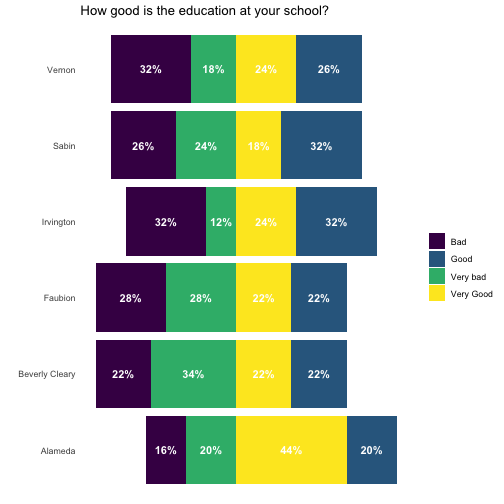 How good is the education at your school?
Vernon
32% 18% 24% 26%
Sabin
26% 24% 18% 32%
Irvington
32% 12% 24% 32%
Faubion
28% 28% 22% 22%
Beverly Cleary
22% 34% 22% 22%
Alameda
16% 20% 44% 20%
Bad
Good
Very bad
Very Good